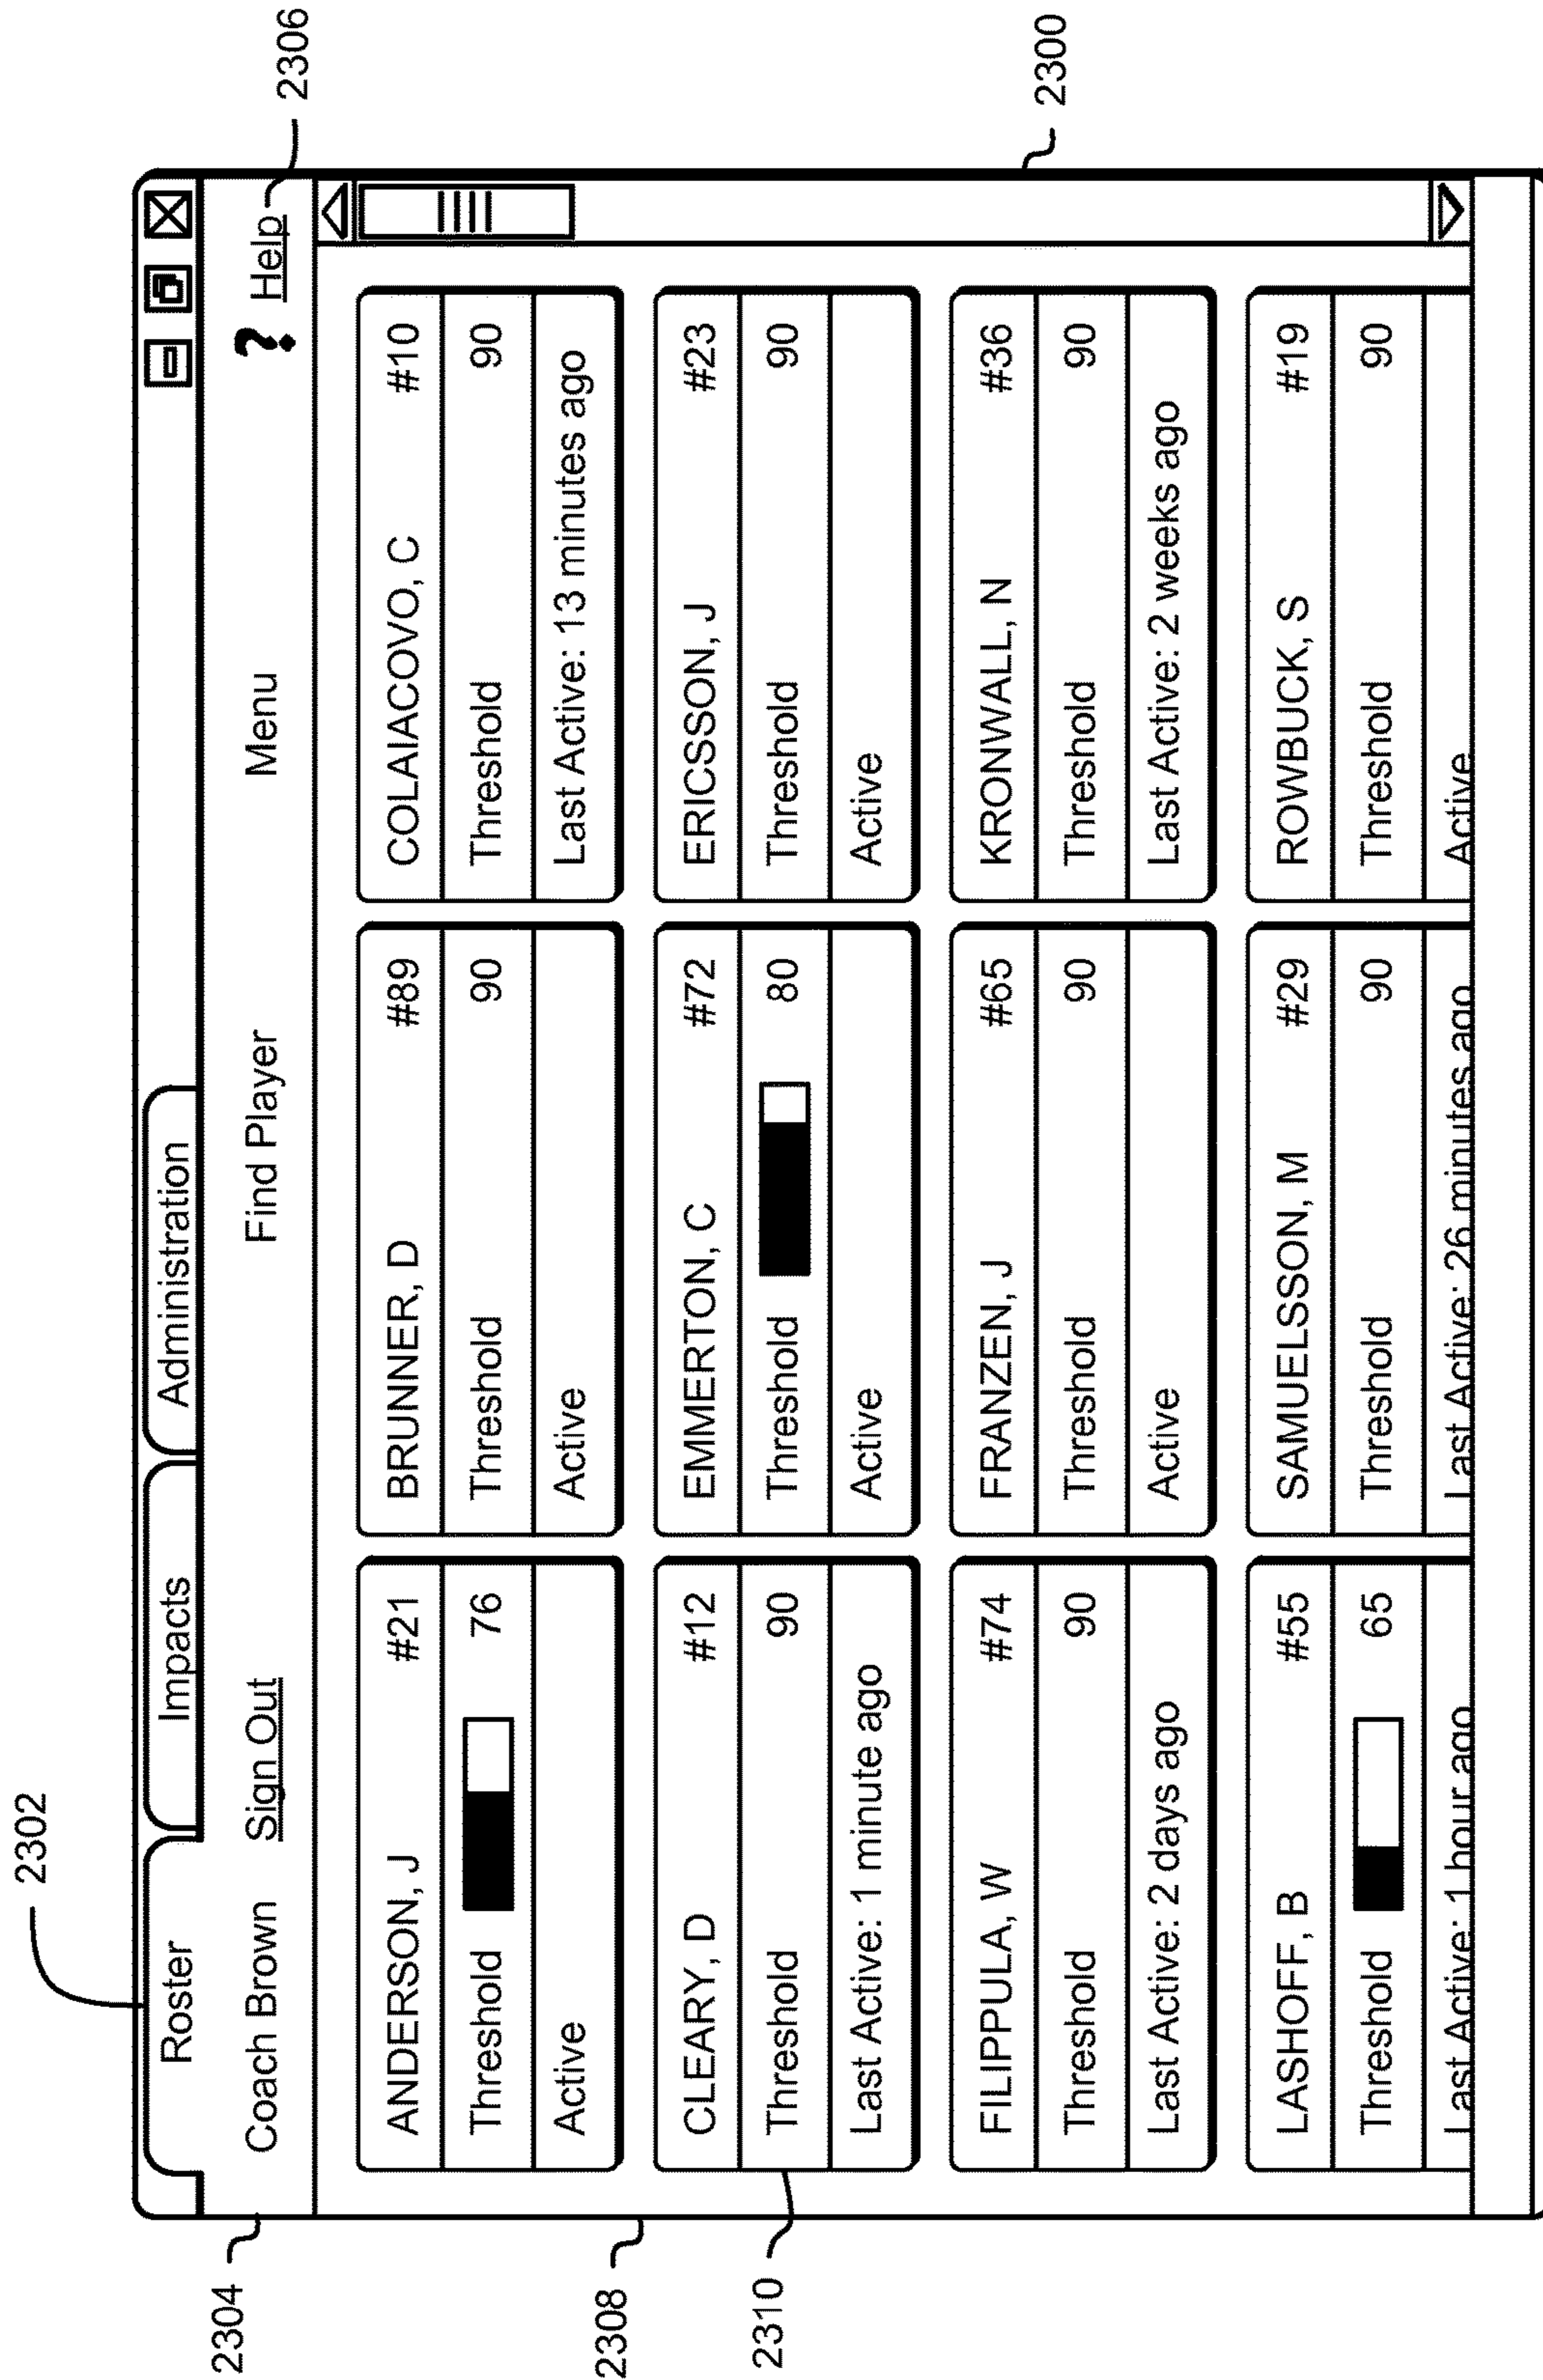 2302
Roster Impacts Administration
2304
Coach Brown Sign Out Find Player Menu ? Help
2306
ANDERSON, J #21
Threshold 76
Active
BRUNNER, D #89
Threshold 90
Active
COLAIACOVO, C #10
Threshold 90
Last Active: 13 minutes ago
2308
CLEARY, D #12
Threshold 90
Last Active: 1 minute ago
2310
EMMERTON, C #72
Threshold 80
Active
ERICSSON, J #23
Threshold 90
Active
FILIPPULA, W #74
Threshold 90
Last Active: 2 days ago
FRANZEN, J #65
Threshold 90
Active
KRONWALL, N #36
Threshold 90
Last Active: 2 weeks ago
2300
LASHOFF, B #55
Threshold 65
Last Active: 1 hour ago
SAMUELSSON, M #29
Threshold 90
Last Active: 26 minutes ago
ROWBUCK, S #19
Threshold 90
Active